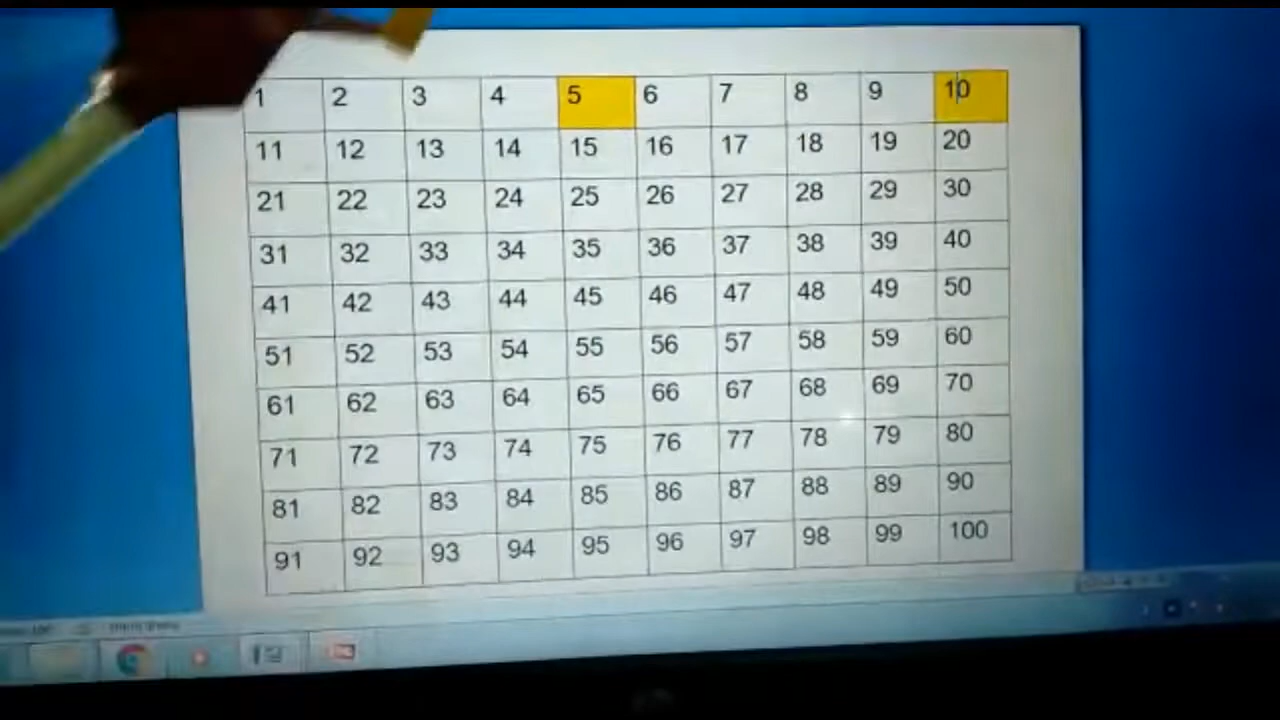 1 2 3 4 5 6 7 8 9 10
11 12 13 14 15 16 17 18 19 20
21 22 23 24 25 26 27 28 29 30
31 32 33 34 35 36 37 38 39 40
41 42 43 44 45 46 47 48 49 50
51 52 53 54 55 56 57 58 59 60
61 62 63 64 65 66 67 68 69 70
71 72 73 74 75 76 77 78 79 80
81 82 83 84 85 86 87 88 89 90
91 92 93 94 95 96 97 98 99 100